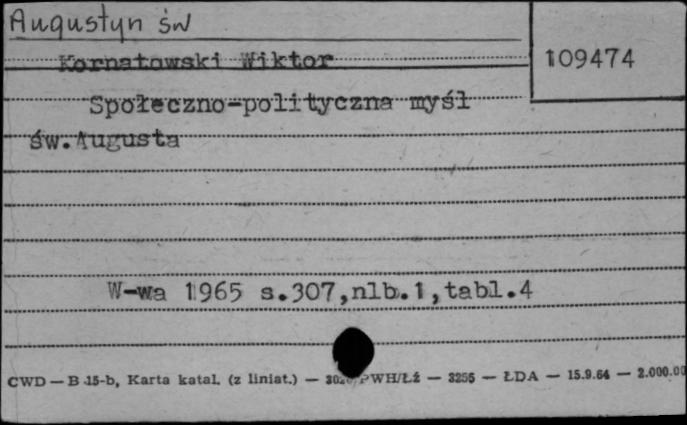 Augustyn św
Kornatowski Wiktor
109474
Społeczno-polityczna myśl
św.Augusta
W-wa 1965 s.307,nlb.1,tabl.4
CWD — B 15-b, Karta katal. (z liniat.) — PWH/Łź — 3255 — ŁDA — 15.9.64 — 2.000.00